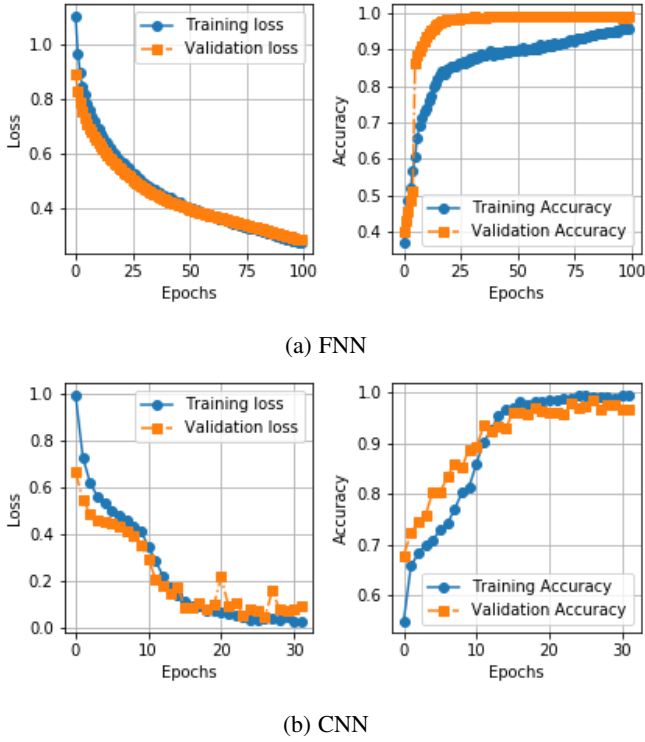 Training loss
Validation loss
1.0
0.8
0.6
0.4
Loss
0
25
50
75
100
Epochs
1.0
0.9
0.8
0.7
0.6
0.5
0.4
Accuracy
Training Accuracy
Validation Accuracy
0
25
50
75
100
Epochs
(a) FNN
Training loss
Validation loss
1.0
0.8
0.6
0.4
0.2
0.0
Loss
0
10
20
30
Epochs
1.0
0.9
0.8
0.7
0.6
Accuracy
Training Accuracy
Validation Accuracy
0
10
20
30
Epochs
(b) CNN